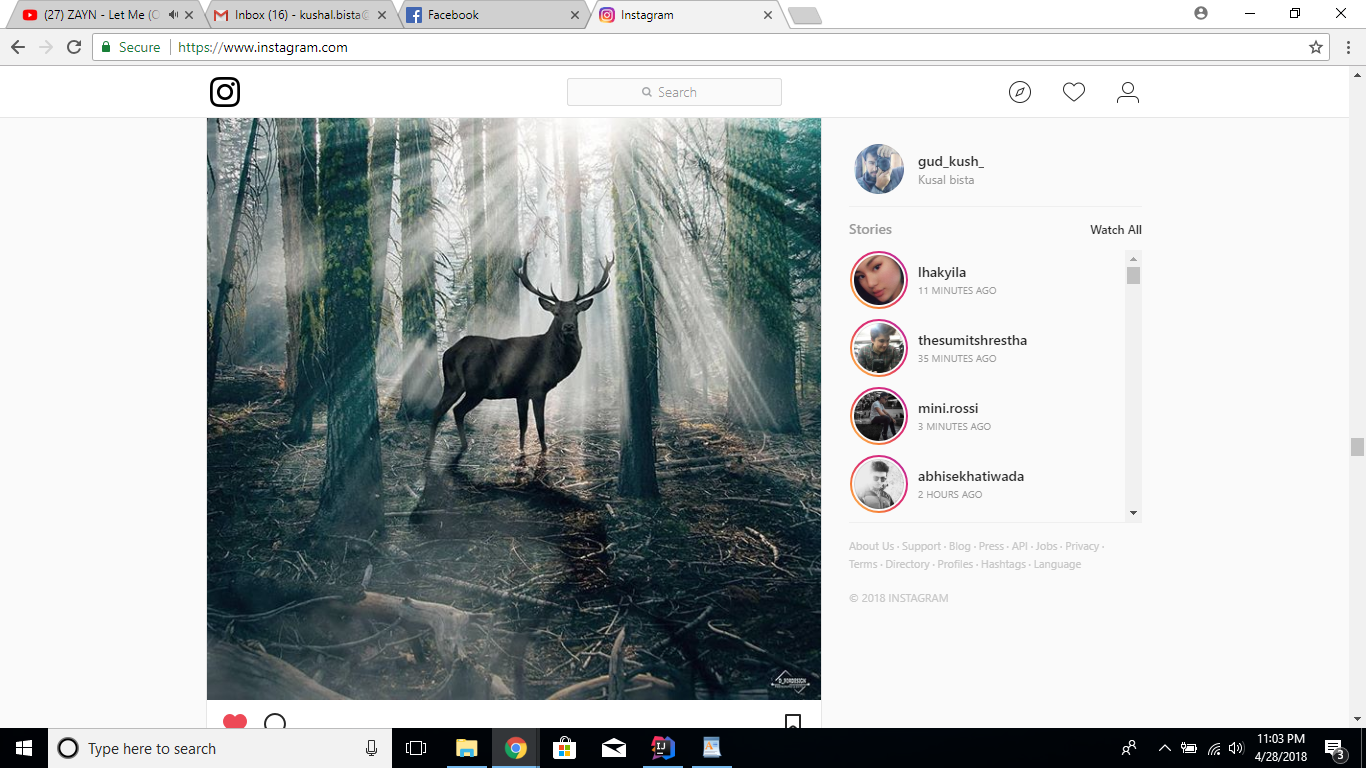 (27) ZAYN - Let Me (O
Inbox (16) - kushal.bista@
Facebook
Instagram
Secure
https://www.instagram.com
Search
gud_kush_
Kusal bista
Stories
Watch All
lhakyila
11 MINUTES AGO
thesumitshrestha
35 MINUTES AGO
mini.rossi
3 MINUTES AGO
abhisekhatiwada
2 HOURS AGO
About Us · Support · Blog · Press · API · Jobs · Privacy ·
Terms · Directory · Profiles · Hashtags · Language
© 2018 INSTAGRAM
Type here to search
IJ
11:03 PM
4/28/2018
3